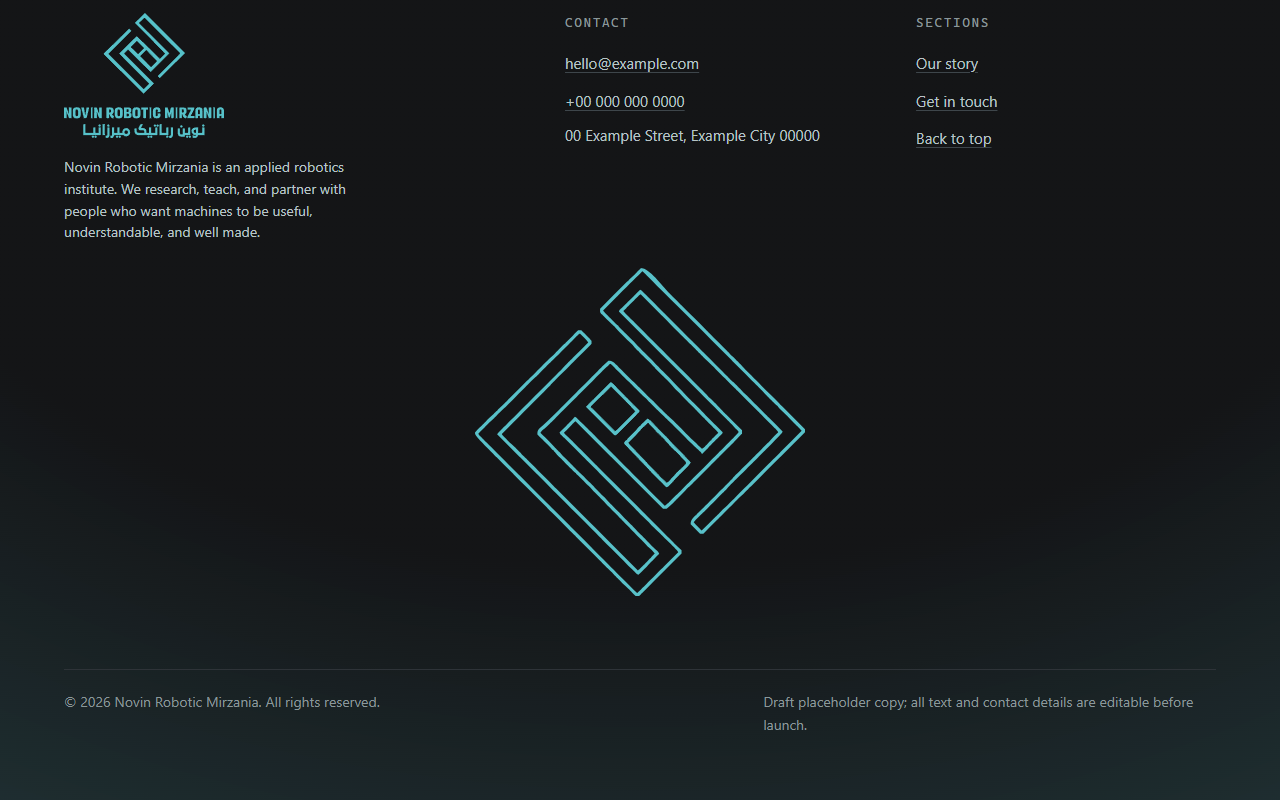 NOVIN ROBOTIC MIRZANIA
نوین رباتیک میرزانیا
Novin Robotic Mirzania is an applied robotics
institute. We research, teach, and partner with
people who want machines to be useful,
understandable, and well made.
CONTACT
hello@example.com
+00 000 000 0000
00 Example Street, Example City 00000
SECTIONS
Our story
Get in touch
Back to top
© 2026 Novin Robotic Mirzania. All rights reserved.
Draft placeholder copy; all text and contact details are editable before
launch.